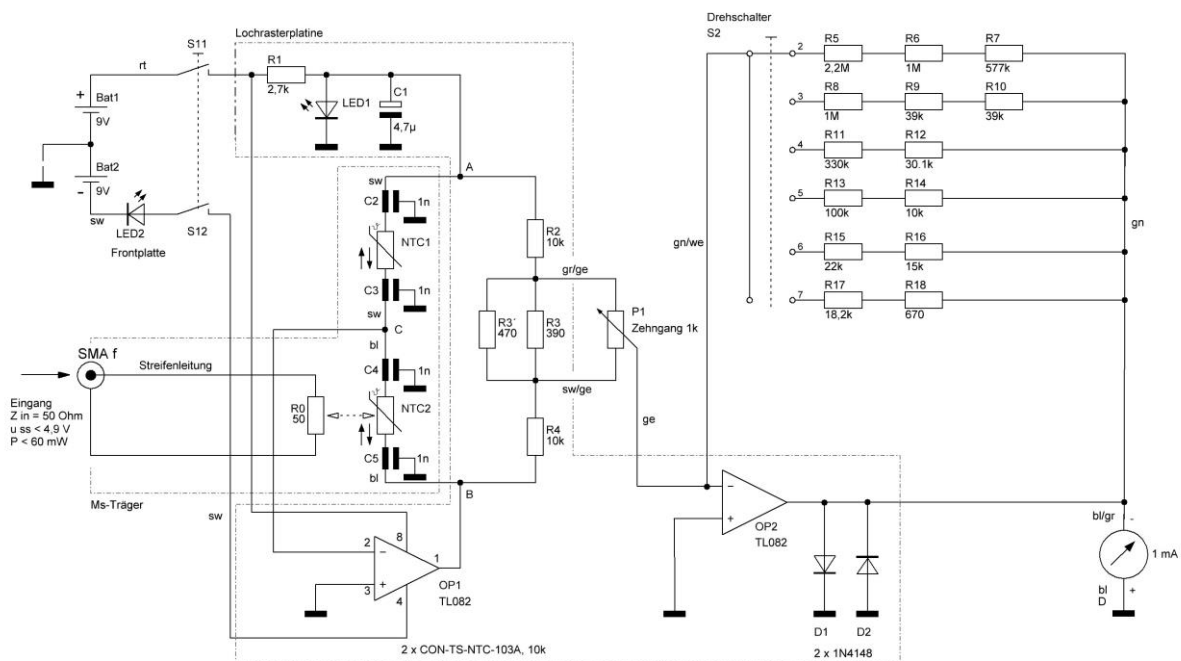 Lochrasterplatine
Drehschalter
S2
S11
rt
R1
2,7k
LED1
C1
4,7µ
+
Bat1
9V
Bat2
9V
-
sw
LED2
S12
Frontplatte
A
sw
C2
1n
NTC1
C3
1n
sw
C
bl
C4
1n
NTC2
C5
1n
bl
B
R2
10k
gr/ge
R3´
470
R3
390
P1
Zehngang 1k
sw/ge
R4
10k
ge
gn/we
2
R5
2,2M
R6
1M
R7
577k
3
R8
1M
R9
39k
R10
39k
4
R11
330k
R12
30.1k
5
R13
100k
R14
10k
6
R15
22k
R16
15k
7
R17
18,2k
R18
670
gn
SMA f
Streifenleitung
Eingang
Z in = 50 Ohm
u ss < 4,9 V
P < 60 mW
R0
50
Ms-Träger
sw
2
−
8
1
+
3
4
OP1
TL082
−
+
OP2
TL082
bl/gr
-
1 mA
bl
D
+
D1
D2
2 x 1N4148
2 x CON-TS-NTC-103A, 10k